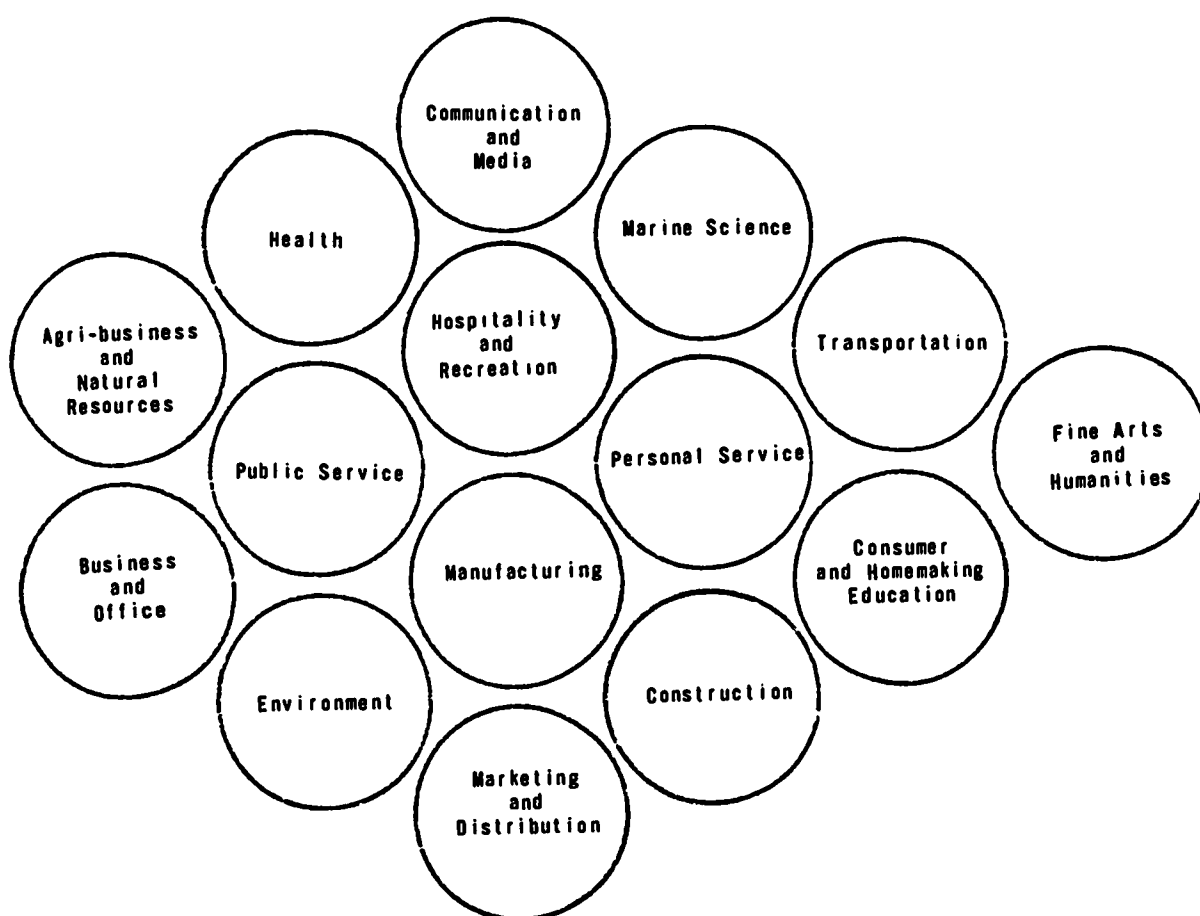 Communication
and
Media
Health
Marine Science
Agri-business
and
Natural
Resources
Hospitality
and
Recreation
Transportation
Public Service
Personal Service
Fine Arts
and
Humanities
Business
and
Office
Manufacturing
Consumer
and Homemaking
Education
Environment
Construction
Marketing
and
Distribution